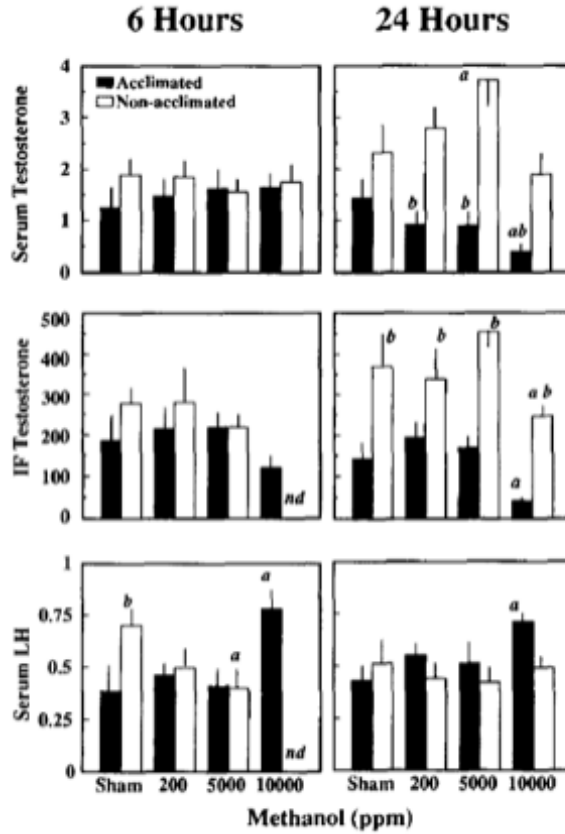 6 Hours 24 Hours
Serum Testosterone
4
3
2
1
0
Acclimated
Non-acclimated
a
b
b
ab
IF Testosterone
500
400
300
200
100
0
nd
b
b
b
a b
a
Serum LH
1
0.75
0.5
0.25
0
b
a
a
nd
a
Sham 200 5000 10000 Sham 200 5000 10000
Methanol (ppm)